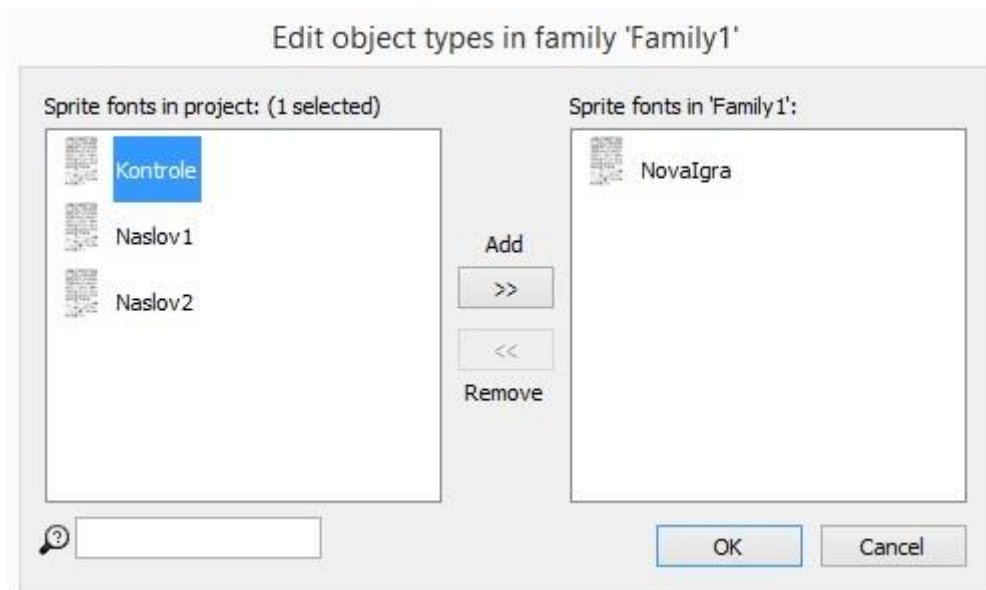 Edit object types in family 'Family1'
Sprite fonts in project: (1 selected)
Kontrole
Naslov1
Naslov2
Add
>>
<<
Remove
Sprite fonts in 'Family1':
NovaIgra
OK
Cancel